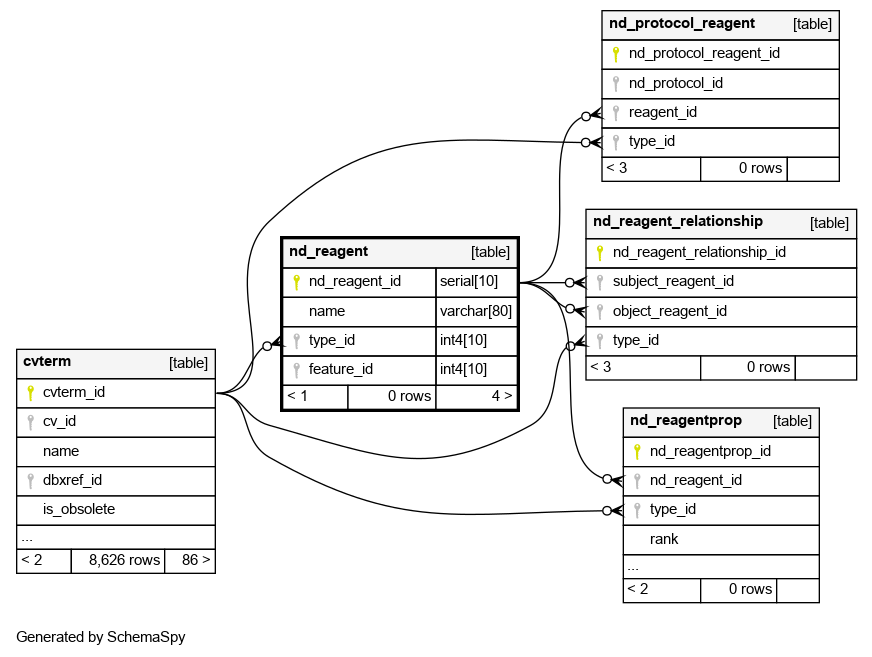 nd_protocol_reagent [table]
nd_protocol_reagent_id
nd_protocol_id
reagent_id
type_id
< 3 0 rows
nd_reagent_relationship [table]
nd_reagent_relationship_id
subject_reagent_id
object_reagent_id
type_id
< 3 0 rows
nd_reagent [table]
nd_reagent_id serial[10]
name varchar[80]
type_id int4[10]
feature_id int4[10]
< 1 0 rows 4 >
cvterm [table]
cvterm_id
cv_id
name
dbxref_id
is_obsolete
...
< 2 8,626 rows 86 >
nd_reagentprop [table]
nd_reagentprop_id
nd_reagent_id
type_id
rank
...
< 2 0 rows
Generated by SchemaSpy